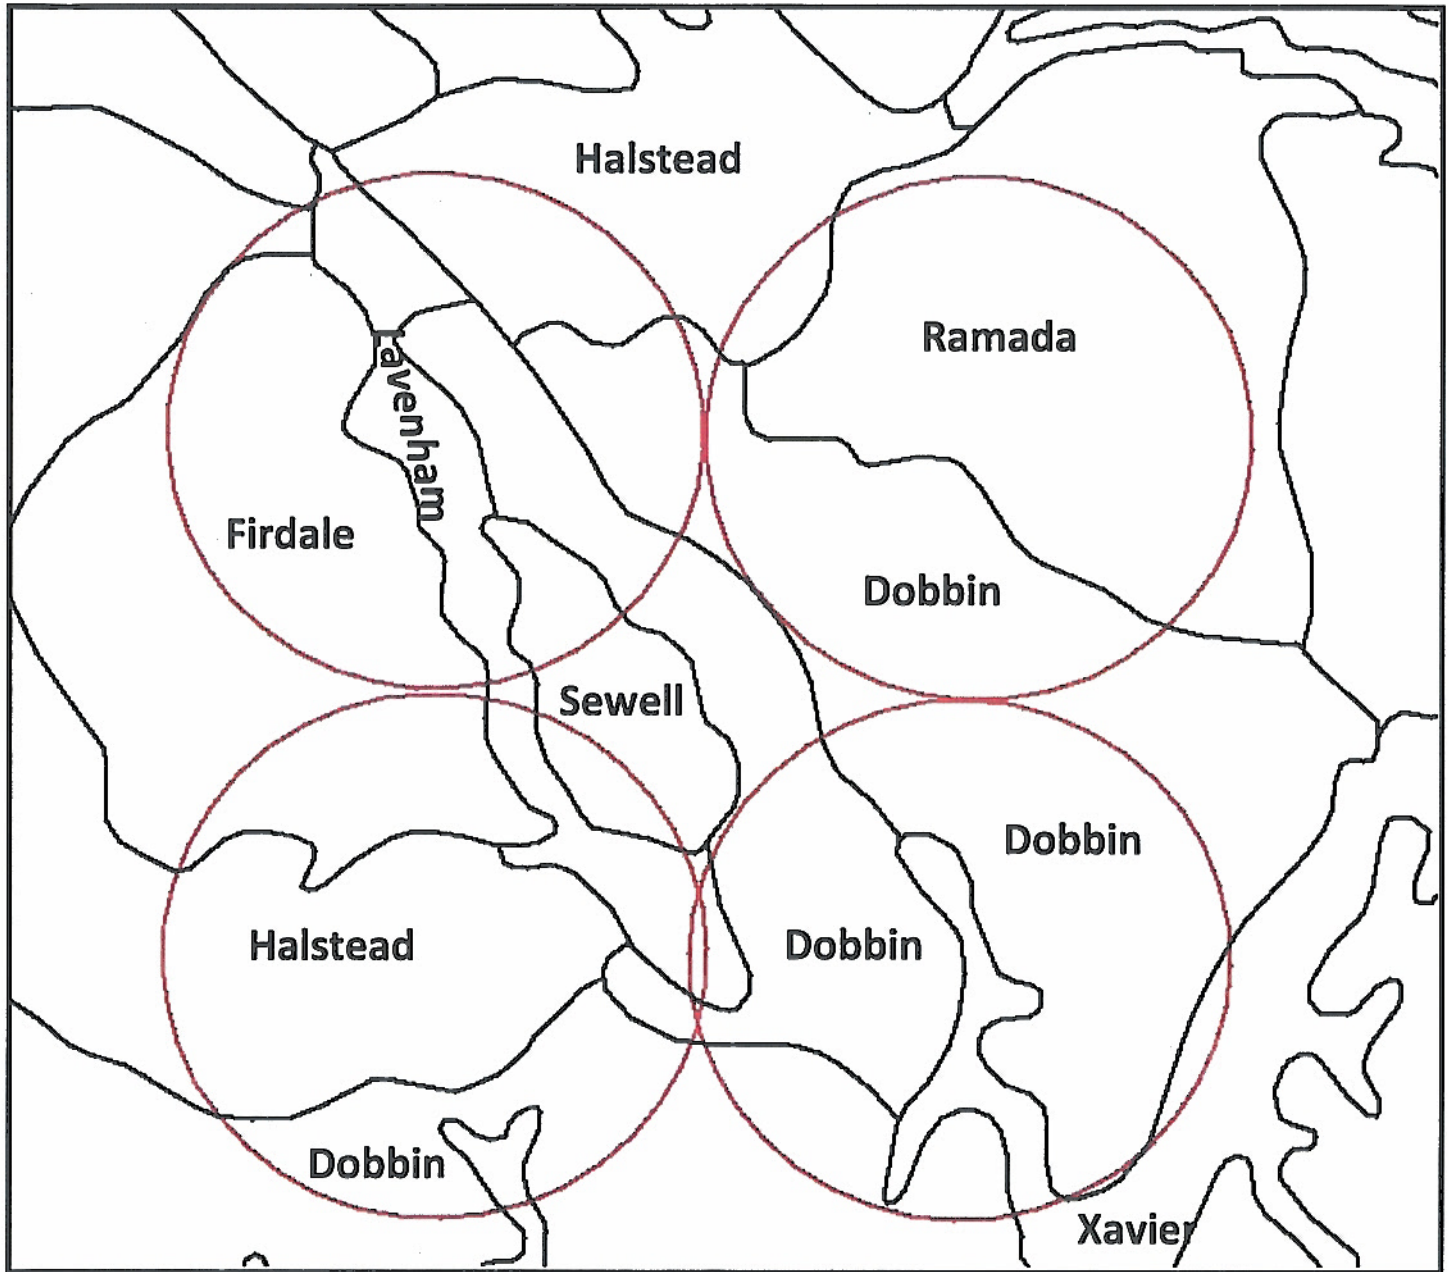 Halstead
Ramada
Lavenham
Firdale
Dobbin
Sewell
Dobbin
Halstead
Dobbin
Dobbin
Xavier